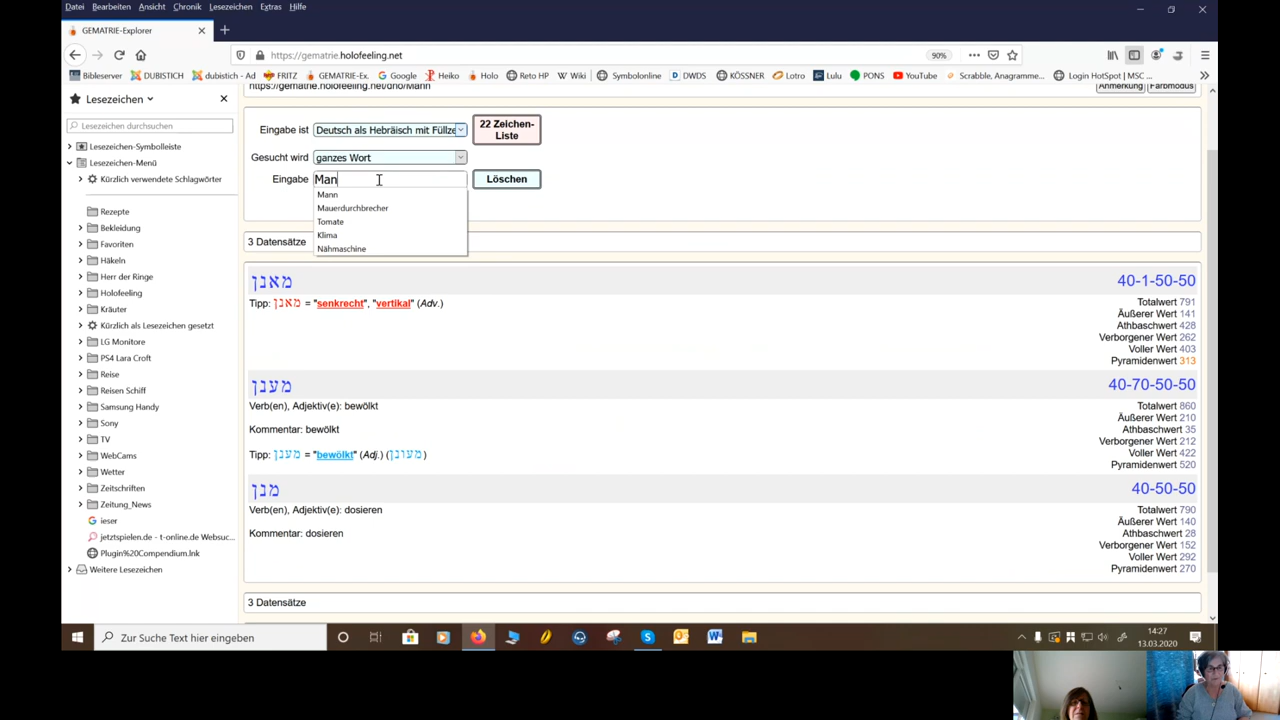 Datei Bearbeiten Ansicht Chronik Lesezeichen Extras Hilfe
GEMATRIE-Explorer
https://gematrie.holofeeling.net 90%
Bibleserver DUBISTICH dubistich - Ad FRITZ GEMATRIE-Ex. Google Heiko Holo Reto HP Wiki Symbolonline DWDS KÖSSNER Lotro Lulu PONS YouTube Scrabble, Anagramme... Login HotSpot | MSC ...
Lesezeichen
Lesezeichen durchsuchen
Lesezeichen-Symbolleiste
Lesezeichen-Menü
Kürzlich verwendete Schlagwörter
Rezepte
Bekleidung
Favoriten
Häkeln
Herr der Ringe
Holofeeling
Kräuter
Kürzlich als Lesezeichen gesetzt
LG Monitore
PS4 Lara Croft
Reise
Reisen Schiff
Samsung Handy
Sony
TV
WebCams
Wetter
Zeitschriften
Zeitung_News
ieser
jetztspielen.de - t-online.de Websuc...
Plugin%20Compendium.lnk
Weitere Lesezeichen
https://gematrie.holofeeling.net/dho/Mann Anmerkung Farbmodus
Eingabe ist Deutsch als Hebräisch mit Füllze 22 Zeichen-
Liste
Gesucht wird ganzes Wort
Eingabe Man Löschen
Mann
Mauerdurchbrecher
Tomate
Klima
Nähmaschine
3 Datensätze
מאנן 40-1-50-50
Tipp: מאנן = "senkrecht", "vertikal" (Adv.) Totalwert 791
Äußerer Wert 141
Athbaschwert 428
Verborgener Wert 262
Voller Wert 403
Pyramidenwert 313
מענן 40-70-50-50
Verb(en), Adjektiv(e): bewölkt Totalwert 860
Äußerer Wert 210
Kommentar: bewölkt Athbaschwert 35
Verborgener Wert 212
Tipp: מענן = "bewölkt" (Adj.) (מעונן) Voller Wert 422
Pyramidenwert 520
מנן 40-50-50
Verb(en), Adjektiv(e): dosieren Totalwert 790
Äußerer Wert 140
Kommentar: dosieren Athbaschwert 28
Verborgener Wert 152
Voller Wert 292
Pyramidenwert 270
3 Datensätze
Zur Suche Text hier eingeben
14:27
13.03.2020